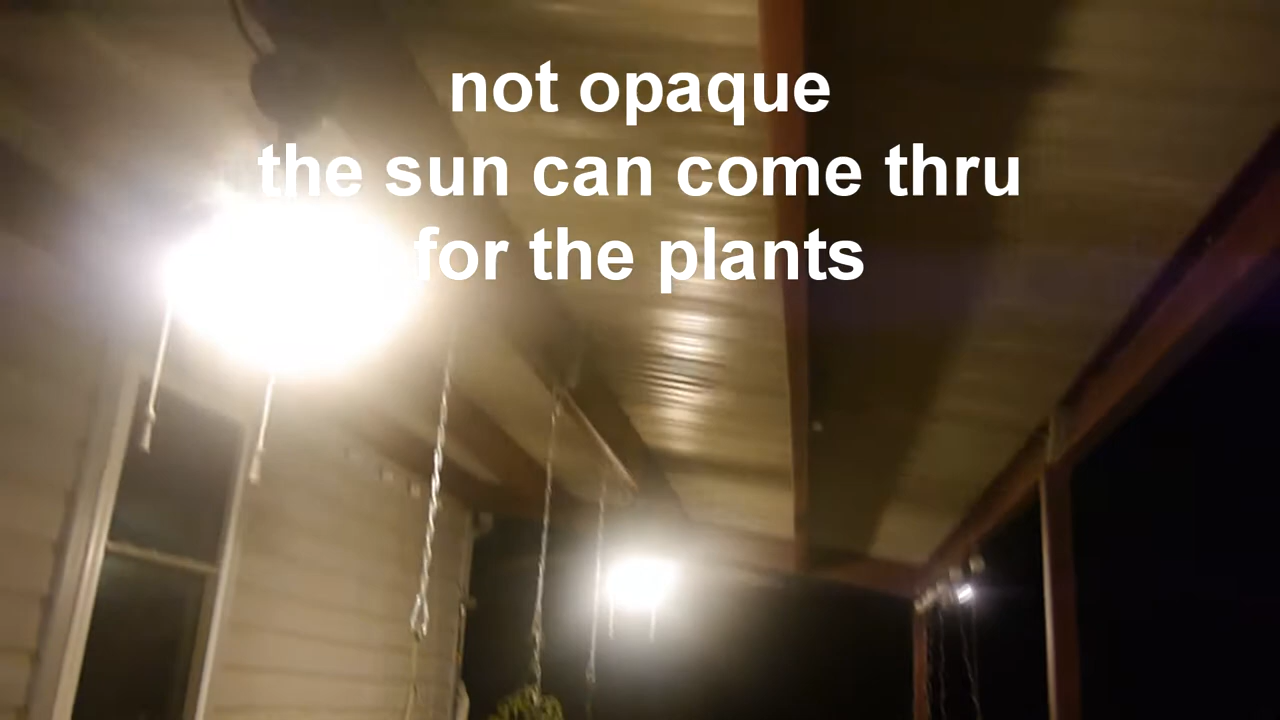 not opaque
the sun can come thru
for the plants